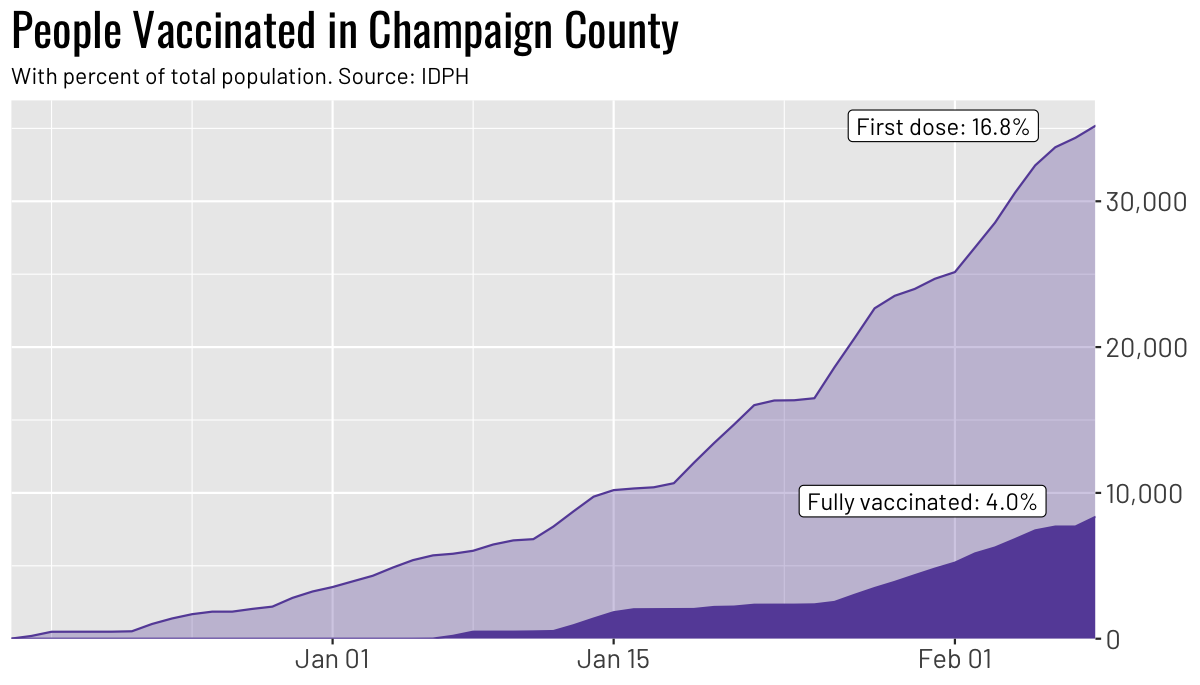 People Vaccinated in Champaign County
With percent of total population. Source: IDPH
First dose: 16.8%
30,000
20,000
Fully vaccinated: 4.0%
10,000
0
Jan 01 Jan 15 Feb 01